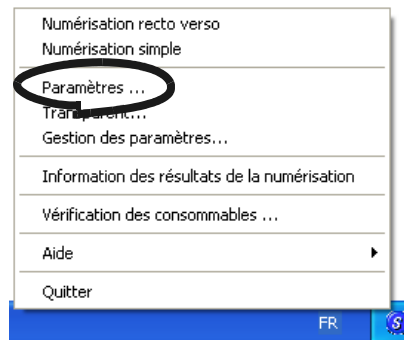 Numérisation recto verso
Numérisation simple
Paramètres ...
Transparent...
Gestion des paramètres...
Information des résultats de la numérisation
Vérification des consommables ...
Aide
Quitter
FR
S